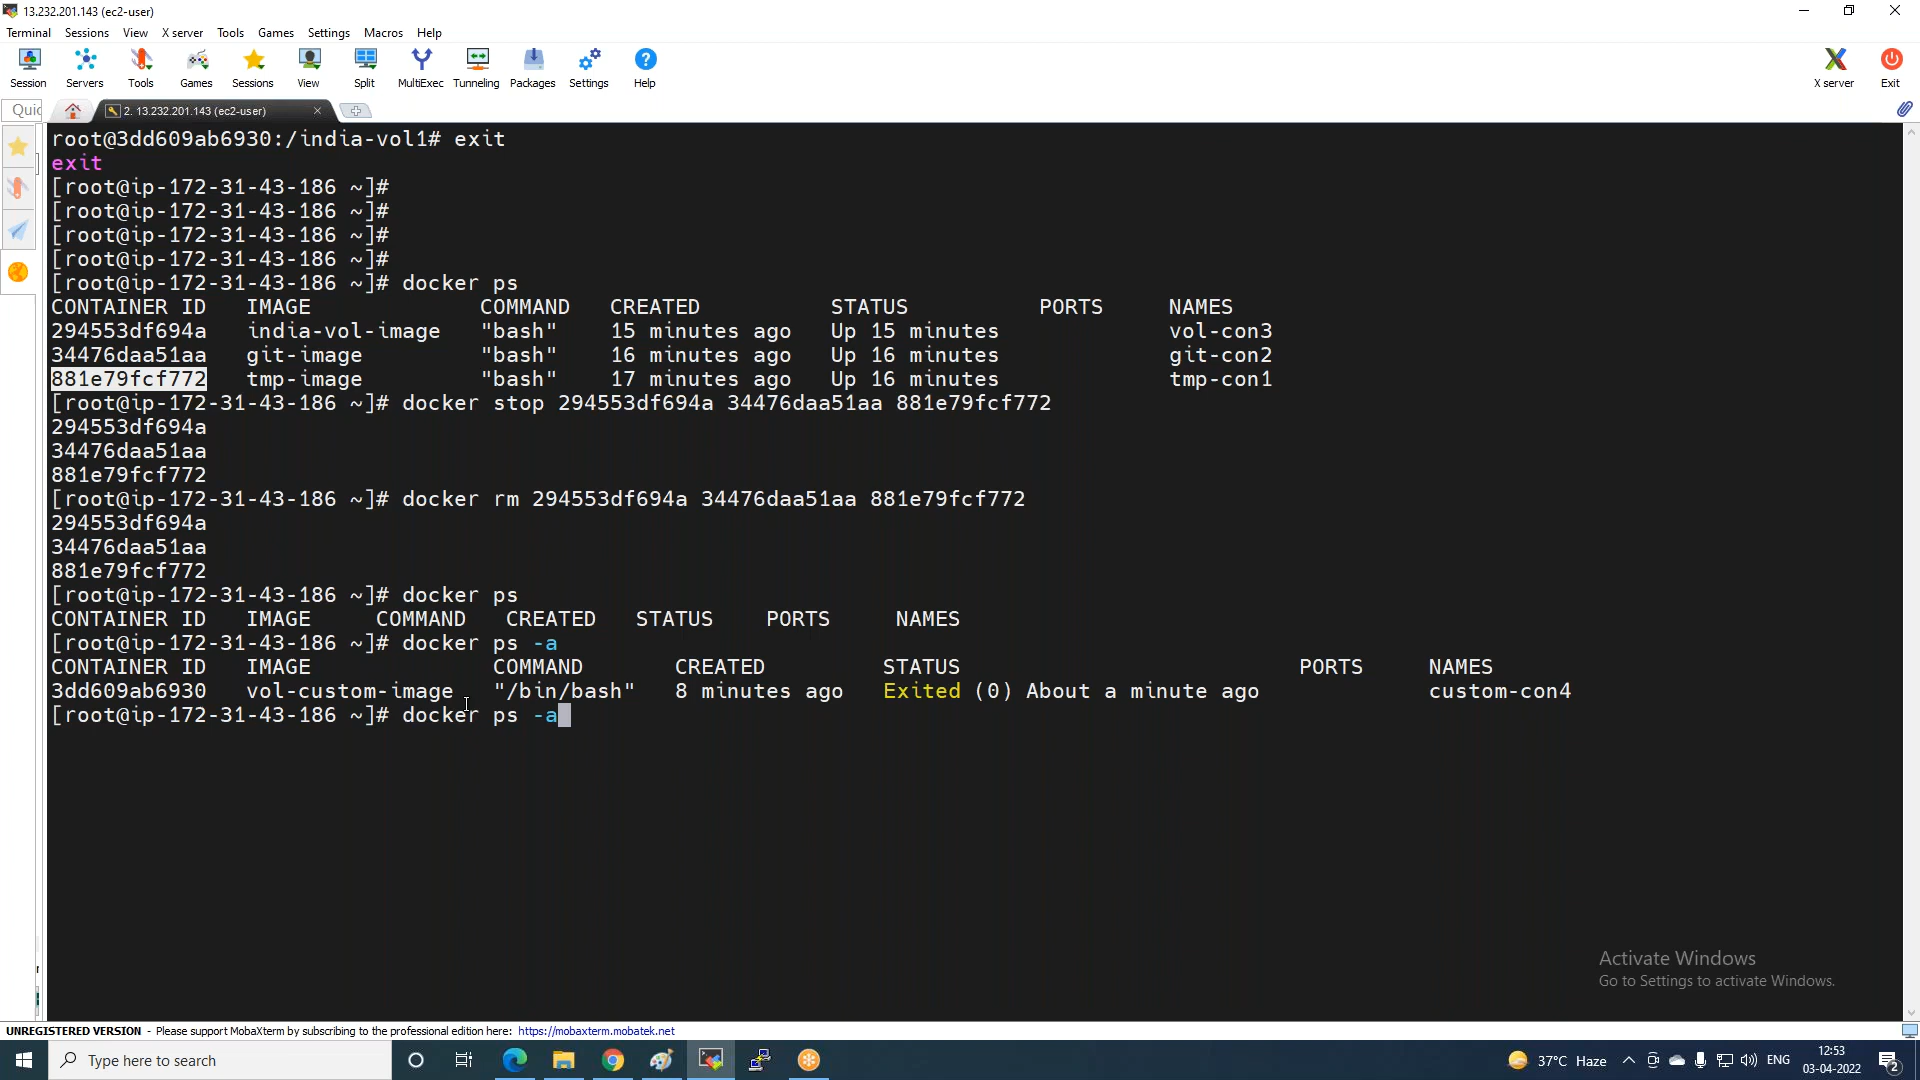 13.232.201.143 (ec2-user)
Terminal Sessions View X server Tools Games Settings Macros Help
Session Servers Tools Games Sessions View Split MultiExec Tunneling Packages Settings Help X server Exit
Quic 2. 13.232.201.143 (ec2-user)
root@3dd609ab6930:/india-vol1# exit
exit
[root@ip-172-31-43-186 ~]#
[root@ip-172-31-43-186 ~]#
[root@ip-172-31-43-186 ~]#
[root@ip-172-31-43-186 ~]#
[root@ip-172-31-43-186 ~]# docker ps
CONTAINER ID IMAGE COMMAND CREATED STATUS PORTS NAMES
294553df694a india-vol-image "bash" 15 minutes ago Up 15 minutes vol-con3
34476daa51aa git-image "bash" 16 minutes ago Up 16 minutes git-con2
881e79fcf772 tmp-image "bash" 17 minutes ago Up 16 minutes tmp-con1
[root@ip-172-31-43-186 ~]# docker stop 294553df694a 34476daa51aa 881e79fcf772
294553df694a
34476daa51aa
881e79fcf772
[root@ip-172-31-43-186 ~]# docker rm 294553df694a 34476daa51aa 881e79fcf772
294553df694a
34476daa51aa
881e79fcf772
[root@ip-172-31-43-186 ~]# docker ps
CONTAINER ID IMAGE COMMAND CREATED STATUS PORTS NAMES
[root@ip-172-31-43-186 ~]# docker ps -a
CONTAINER ID IMAGE COMMAND CREATED STATUS PORTS NAMES
3dd609ab6930 vol-custom-image "/bin/bash" 8 minutes ago Exited (0) About a minute ago custom-con4
[root@ip-172-31-43-186 ~]# docker ps -a
Activate Windows
Go to Settings to activate Windows.
UNREGISTERED VERSION - Please support MobaXterm by subscribing to the professional edition here: https://mobaxterm.mobatek.net
Type here to search
37°C Haze ENG
12:53
03-04-2022
2